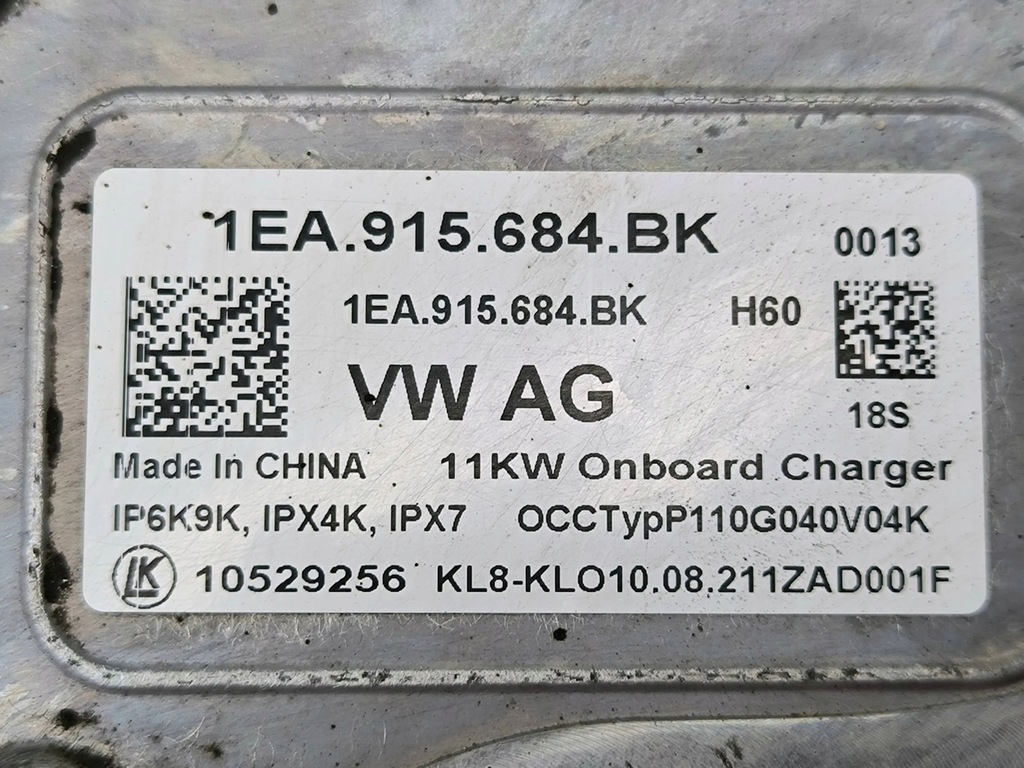 1EA.915.684.BK 0013
1EA.915.684.BK H60
VW AG
18S
Made In CHINA 11KW Onboard Charger
IP6K9K, IPX4K, IPX7 OCCTypP110G040V04K
LK 10529256 KL8-KLO10.08.211ZAD001F